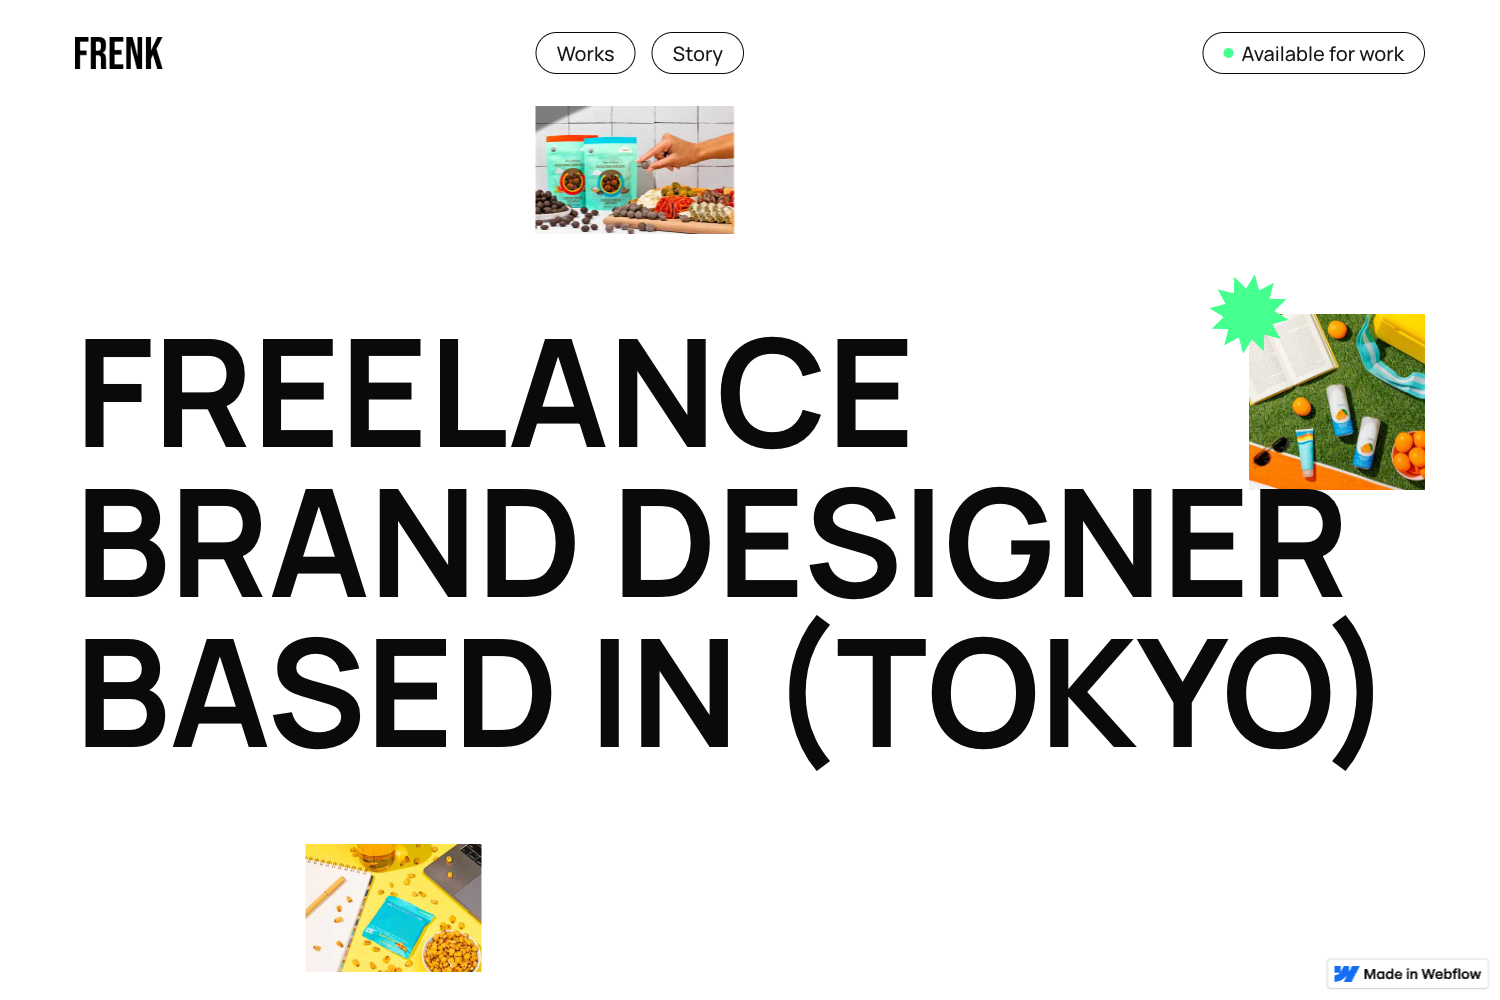 FRENK
Works
Story
Available for work
FREELANCE
BRAND DESIGNER
BASED IN (TOKYO)
Made in Webflow